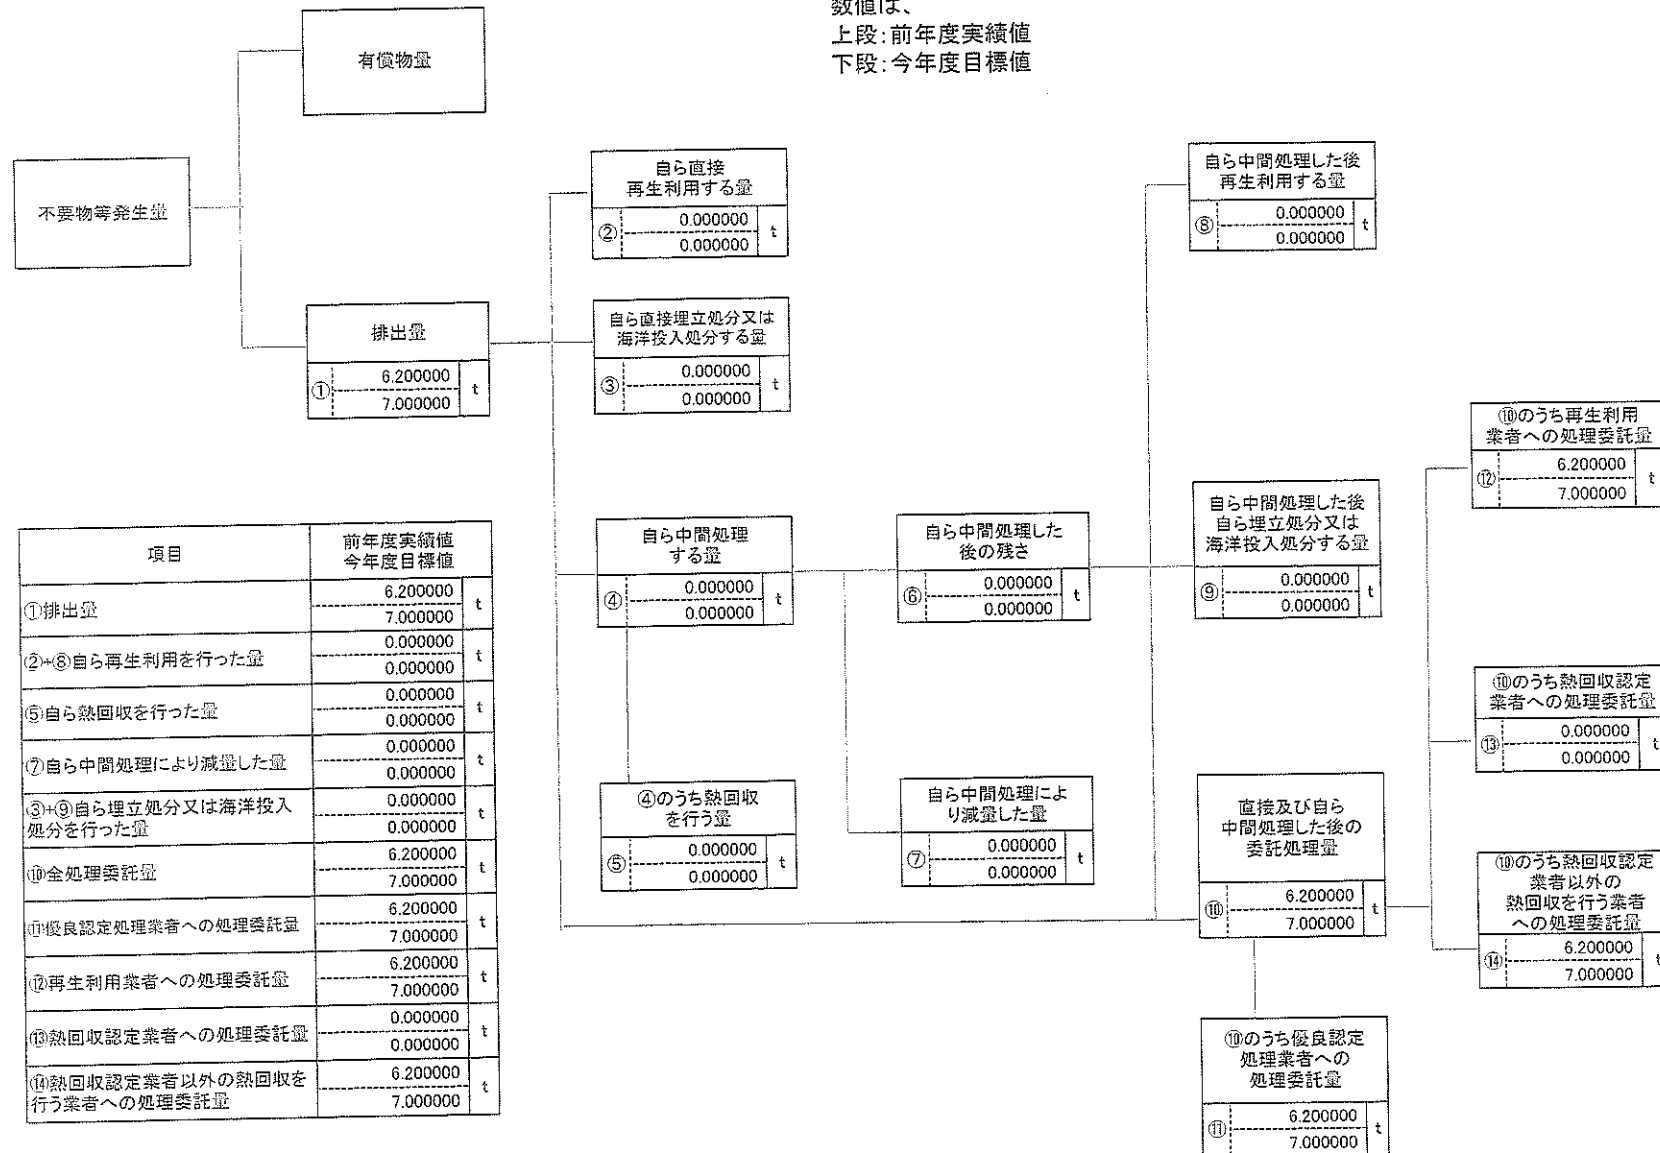 数値は、
上段:前年度実績値
下段:今年度目標値
有償物量
不要物等発生量
排出量
①
6.200000
7.000000
t
自ら直接
再生利用する量
②
0.000000
0.000000
t
自ら直接埋立処分又は
海洋投入処分する量
③
0.000000
0.000000
t
自ら中間処理
する量
④
0.000000
0.000000
t
④のうち熱回収
を行う量
⑤
0.000000
0.000000
t
自ら中間処理した
後の残さ
⑥
0.000000
0.000000
t
自ら中間処理によ
り減量した量
⑦
0.000000
0.000000
t
自ら中間処理した後
再生利用する量
⑧
0.000000
0.000000
t
自ら中間処理した後
自ら埋立処分又は
海洋投入処分する量
⑨
0.000000
0.000000
t
直接及び自ら
中間処理した後の
委託処理量
⑩
6.200000
7.000000
t
⑩のうち優良認定
処理業者への
処理委託量
⑪
6.200000
7.000000
t
⑩のうち再生利用
業者への処理委託量
⑫
6.200000
7.000000
t
⑩のうち熱回収認定
業者への処理委託量
⑬
0.000000
0.000000
t
⑩のうち熱回収認定
業者以外の
熱回収を行う業者
への処理委託量
⑭
6.200000
7.000000
t
項目
前年度実績値
今年度目標値
①排出量
6.200000
7.000000
t
②+⑧自ら再生利用を行った量
0.000000
0.000000
t
⑤自ら熱回収を行った量
0.000000
0.000000
t
⑦自ら中間処理により減量した量
0.000000
0.000000
t
③+⑨自ら埋立処分又は海洋投入
処分を行った量
0.000000
0.000000
t
⑩全処理委託量
6.200000
7.000000
t
⑪優良認定処理業者への処理委託量
6.200000
7.000000
t
⑫再生利用業者への処理委託量
6.200000
7.000000
t
⑬熱回収認定業者への処理委託量
0.000000
0.000000
t
⑭熱回収認定業者以外の熱回収を
行う業者への処理委託量
6.200000
7.000000
t